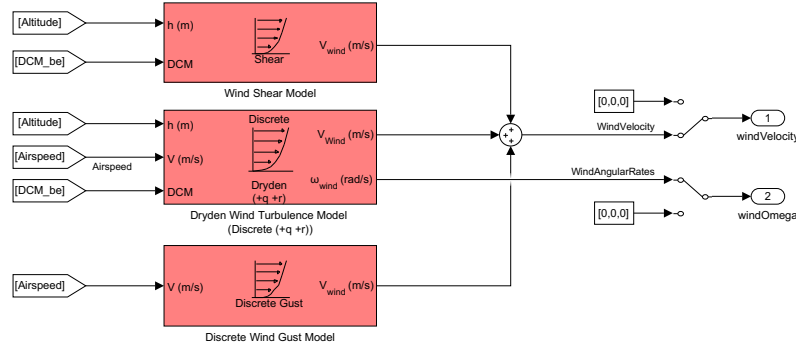 [Altitude]
h (m)
[DCM_be]
DCM
Shear
V_wind (m/s)
Wind Shear Model
[Altitude]
h (m)
[Airspeed]
Airspeed
V (m/s)
[DCM_be]
DCM
Discrete
Dryden
(+q +r)
V_Wind (m/s)
ω_wind (rad/s)
Dryden Wind Turbulence Model
(Discrete (+q +r))
[Airspeed]
V (m/s)
Discrete Gust
V_wind (m/s)
Discrete Wind Gust Model
+
+
+
[0,0,0]
WindVelocity
1
windVelocity
WindAngularRates
2
windOmega
[0,0,0]